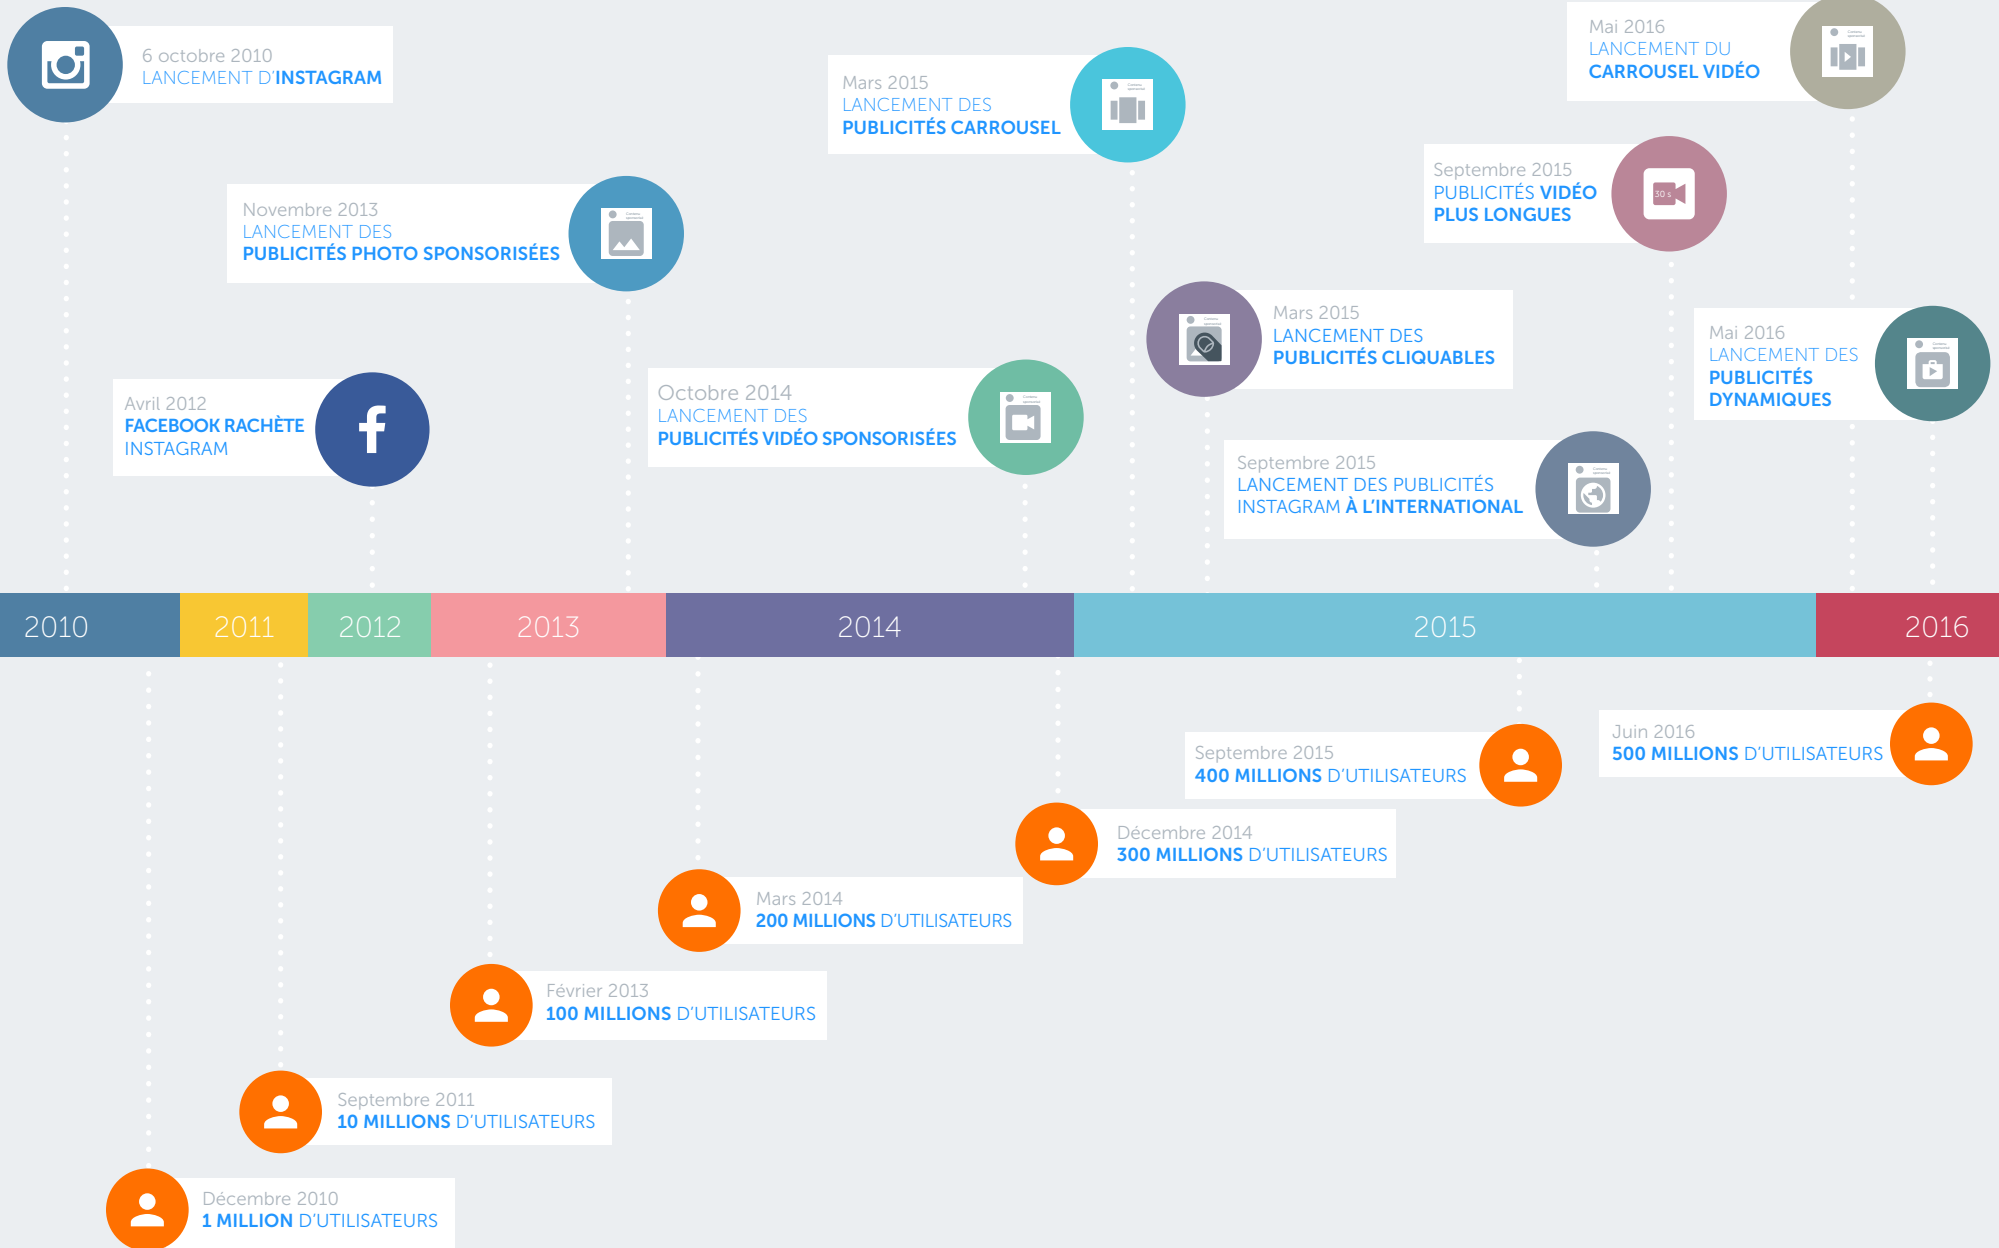 6 octobre 2010
LANCEMENT D'INSTAGRAM
Novembre 2013
LANCEMENT DES
PUBLICITÉS PHOTO SPONSORISÉES
Avril 2012
FACEBOOK RACHÈTE
INSTAGRAM
Mars 2015
LANCEMENT DES
PUBLICITÉS CARROUSEL
Octobre 2014
LANCEMENT DES
PUBLICITÉS VIDÉO SPONSORISÉES
Mars 2015
LANCEMENT DES
PUBLICITÉS CLIQUABLES
Septembre 2015
LANCEMENT DES PUBLICITÉS
INSTAGRAM À L'INTERNATIONAL
Septembre 2015
PUBLICITÉS VIDÉO
PLUS LONGUES
30 s
Mai 2016
LANCEMENT DU
CARROUSEL VIDÉO
Mai 2016
LANCEMENT DES
PUBLICITÉS
DYNAMIQUES
2010 2011 2012 2013 2014 2015 2016
Septembre 2015
400 MILLIONS D'UTILISATEURS
Juin 2016
500 MILLIONS D'UTILISATEURS
Décembre 2014
300 MILLIONS D'UTILISATEURS
Mars 2014
200 MILLIONS D'UTILISATEURS
Février 2013
100 MILLIONS D'UTILISATEURS
Septembre 2011
10 MILLIONS D'UTILISATEURS
Décembre 2010
1 MILLION D'UTILISATEURS